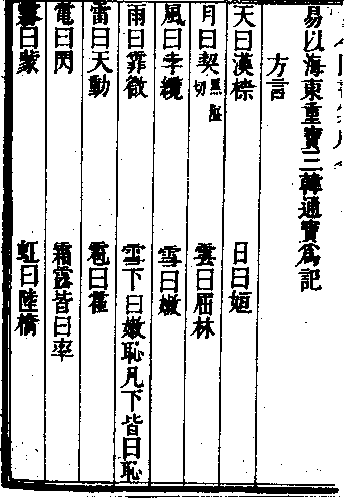 易以海東重寶三韓通寶爲記
方言
天曰漢㮈 日曰姮
月曰契黑隘切 雲曰屈林
風曰孛纜 雪曰嫩
雨曰霏微 雪下曰嫩恥凡下皆曰恥
雷曰天動 雹曰霍
電曰閃 霜露皆曰率
曰蒙 虹曰陸橋